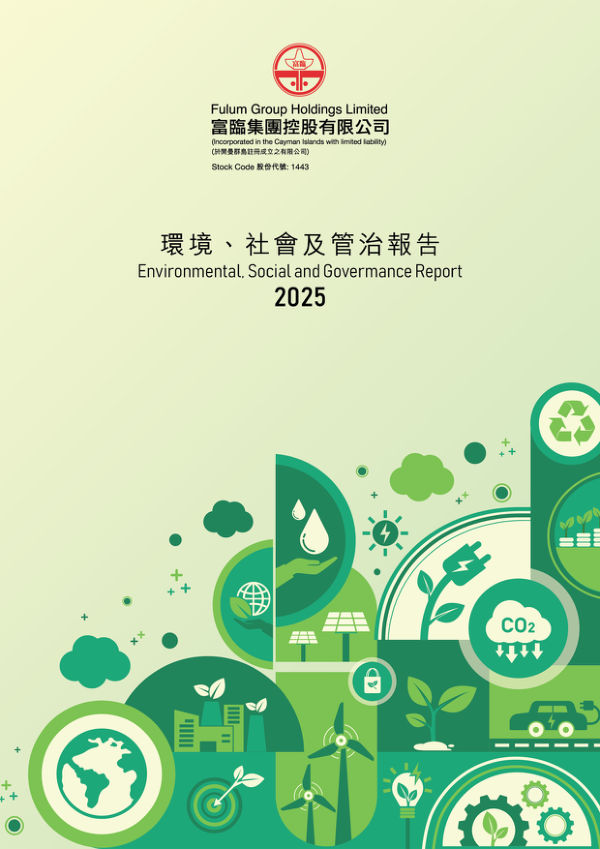 富臨
Fulum Group Holdings Limited
富臨集團控股有限公司
(Incorporated in the Cayman Islands with limited liability)
(於開曼群島註冊成立之有限公司)
Stock Code 股份代號: 1443
環境、社會及管治報告
Environmental, Social and Govermance Report
2025
CO2